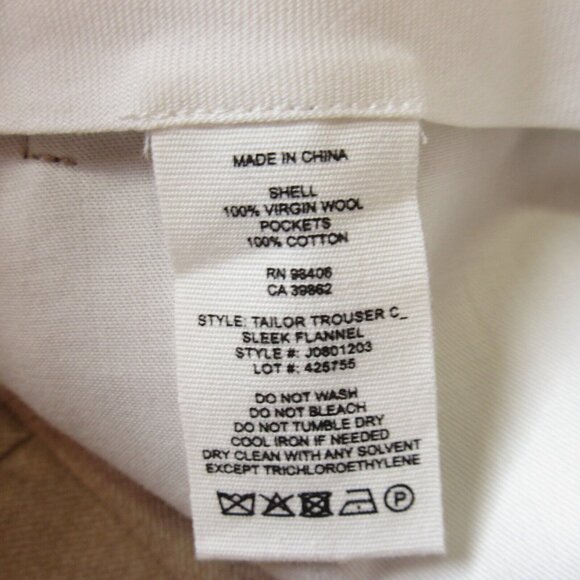 MADE IN CHINA
SHELL
100% VIRGIN WOOL
POCKETS
100% COTTON
RN 98406
CA 39862
STYLE: TAILOR TROUSER C_
SLEEK FLANNEL
STYLE #: J0801203
LOT #: 425755
DO NOT WASH
DO NOT BLEACH
DO NOT TUMBLE DRY
COOL IRON IF NEEDED
DRY CLEAN WITH ANY SOLVENT
EXCEPT TRICHLOROETHYLENE
P